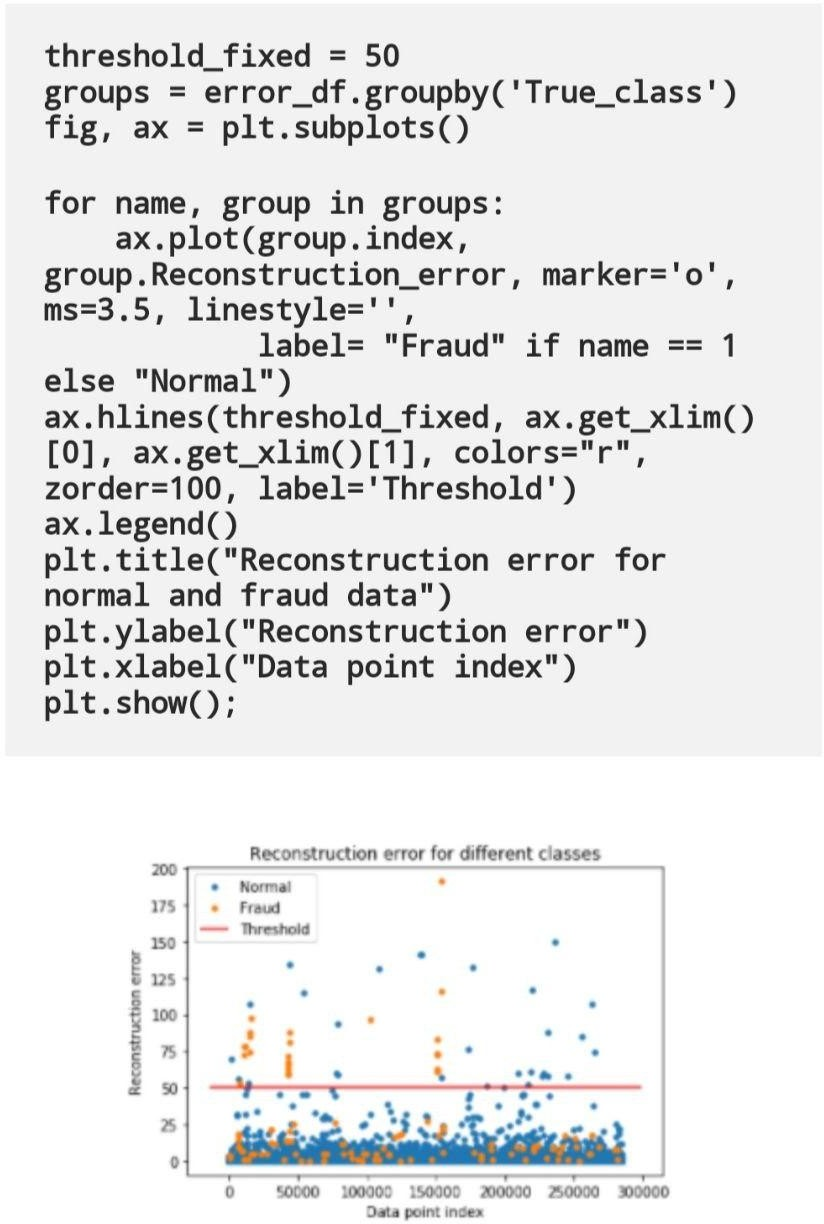 threshold_fixed = 50
groups = error_df.groupby('True_class')
fig, ax = plt.subplots()
for name, group in groups:
    ax.plot(group.index,
group.Reconstruction_error, marker='o',
ms=3.5, linestyle='',
            label= "Fraud" if name == 1
else "Normal")
ax.hlines(threshold_fixed, ax.get_xlim()
[0], ax.get_xlim()[1], colors="r",
zorder=100, label='Threshold')
ax.legend()
plt.title("Reconstruction error for
normal and fraud data")
plt.ylabel("Reconstruction error")
plt.xlabel("Data point index")
plt.show();
Reconstruction error for different classes
Normal
Fraud
Threshold
Reconstruction error
200
175
150
125
100
75
50
25
0
0 50000 100000 150000 200000 250000 300000
Data point index